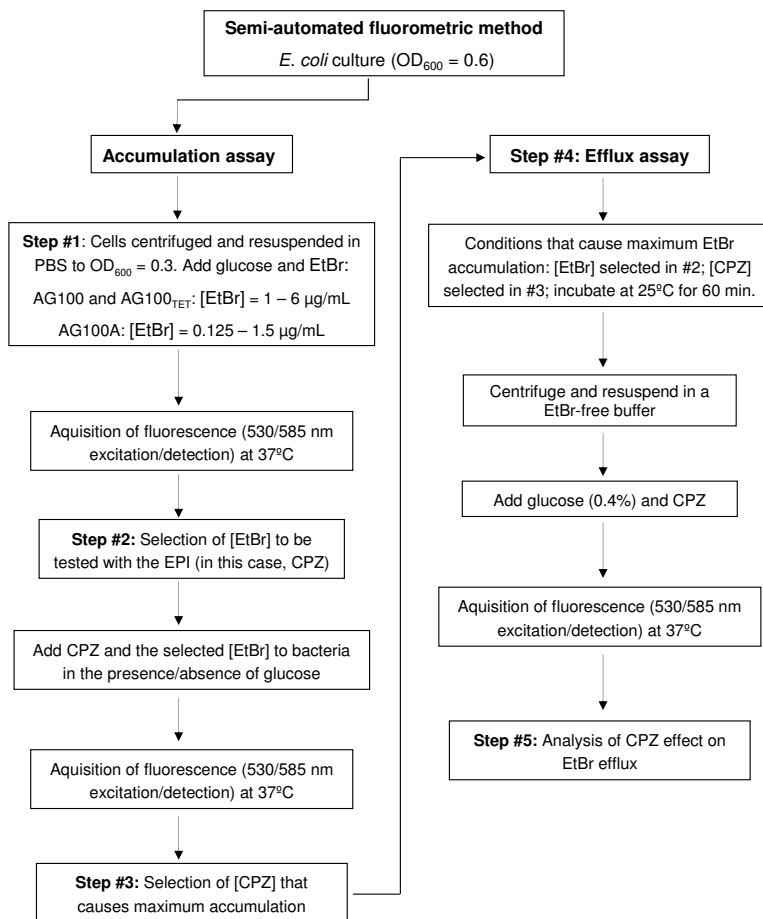 Semi-automated fluorometric method
E. coli culture (OD600 = 0.6)
Accumulation assay
Step #1: Cells centrifuged and resuspended in
PBS to OD600 = 0.3. Add glucose and EtBr:
AG100 and AG100TET: [EtBr] = 1 – 6 µg/mL
AG100A: [EtBr] = 0.125 – 1.5 µg/mL
Aquisition of fluorescence (530/585 nm
excitation/detection) at 37ºC
Step #2: Selection of [EtBr] to be
tested with the EPI (in this case, CPZ)
Add CPZ and the selected [EtBr] to bacteria
in the presence/absence of glucose
Aquisition of fluorescence (530/585 nm
excitation/detection) at 37ºC
Step #3: Selection of [CPZ] that
causes maximum accumulation
Step #4: Efflux assay
Conditions that cause maximum EtBr
accumulation: [EtBr] selected in #2; [CPZ]
selected in #3; incubate at 25ºC for 60 min.
Centrifuge and resuspend in a
EtBr-free buffer
Add glucose (0.4%) and CPZ
Aquisition of fluorescence (530/585 nm
excitation/detection) at 37ºC
Step #5: Analysis of CPZ effect on
EtBr efflux